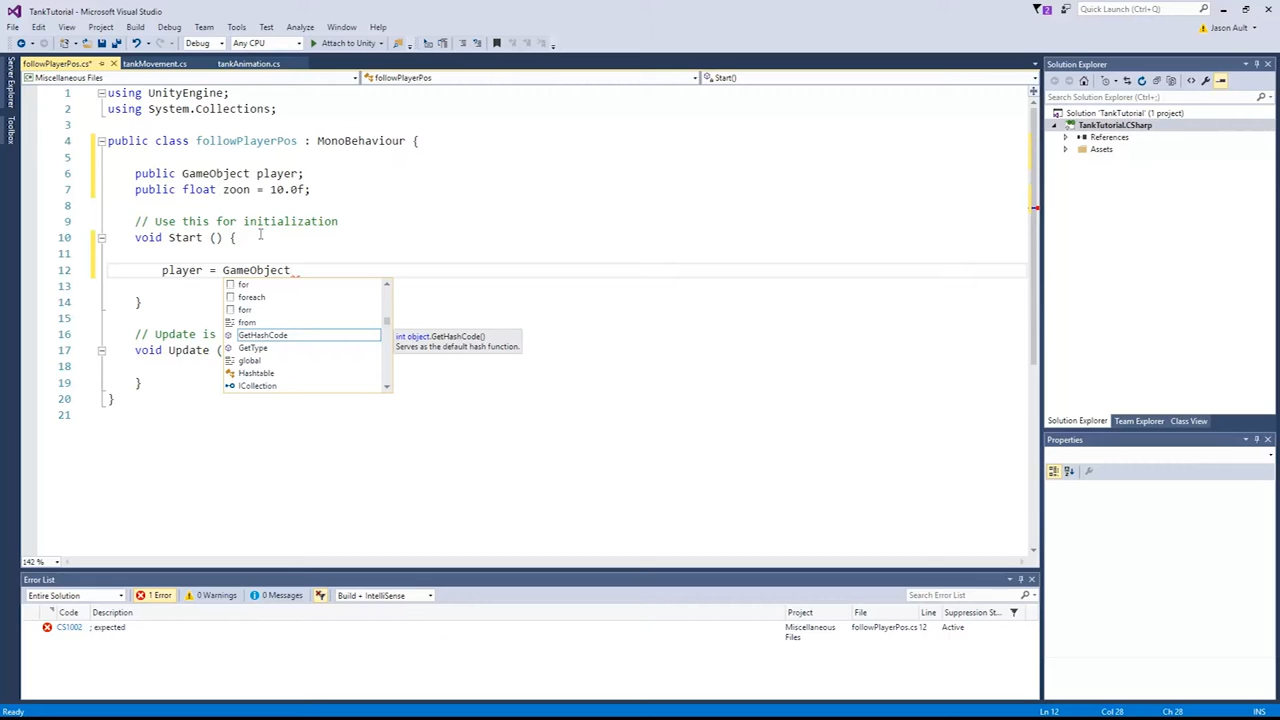 TankTutorial - Microsoft Visual Studio
2
Quick Launch (Ctrl+;)
File Edit View Project Build Debug Team Tools Test Analyze Window Help
Jason Ault
Debug Any CPU Attach to Unity
Server Explorer
Toolbox
followPlayerPos.cs* tankMovement.cs tankAnimation.cs
Miscellaneous Files followPlayerPos Start()
1 using UnityEngine;
2 using System.Collections;
3
4 public class followPlayerPos : MonoBehaviour {
5
6 public GameObject player;
7 public float zoon = 10.0f;
8
9 // Use this for initialization
10 void Start () {
11
12 player = GameObject
13
14 }
15
16 // Update is
17 void Update (
18
19 }
20 }
21
for
foreach
forr
from
GetHashCode
GetType
global
Hashtable
ICollection
int object.GetHashCode()
Serves as the default hash function.
142 %
Solution Explorer
Search Solution Explorer (Ctrl+;)
Solution 'TankTutorial' (1 project)
TankTutorial.CSharp
References
Assets
Solution Explorer Team Explorer Class View
Properties
Error List
Entire Solution 1 Error 0 Warnings 0 Messages Build + IntelliSense Search Error List
Code Description Project File Line Suppression St...
CS1002 ; expected Miscellaneous Files followPlayerPos.cs 12 Active
Ready Ln 12 Col 28 Ch 28 INS